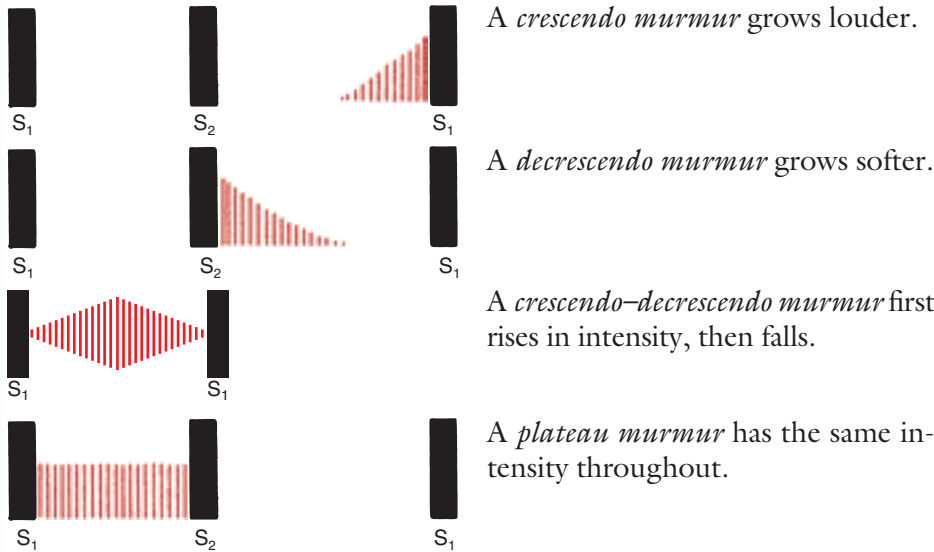 A crescendo murmur grows louder.
S1 S2 S1
A decrescendo murmur grows softer.
S1 S2 S1
A crescendo–decrescendo murmur first
rises in intensity, then falls.
S1 S1
A plateau murmur has the same in-
tensity throughout.
S1 S2 S1